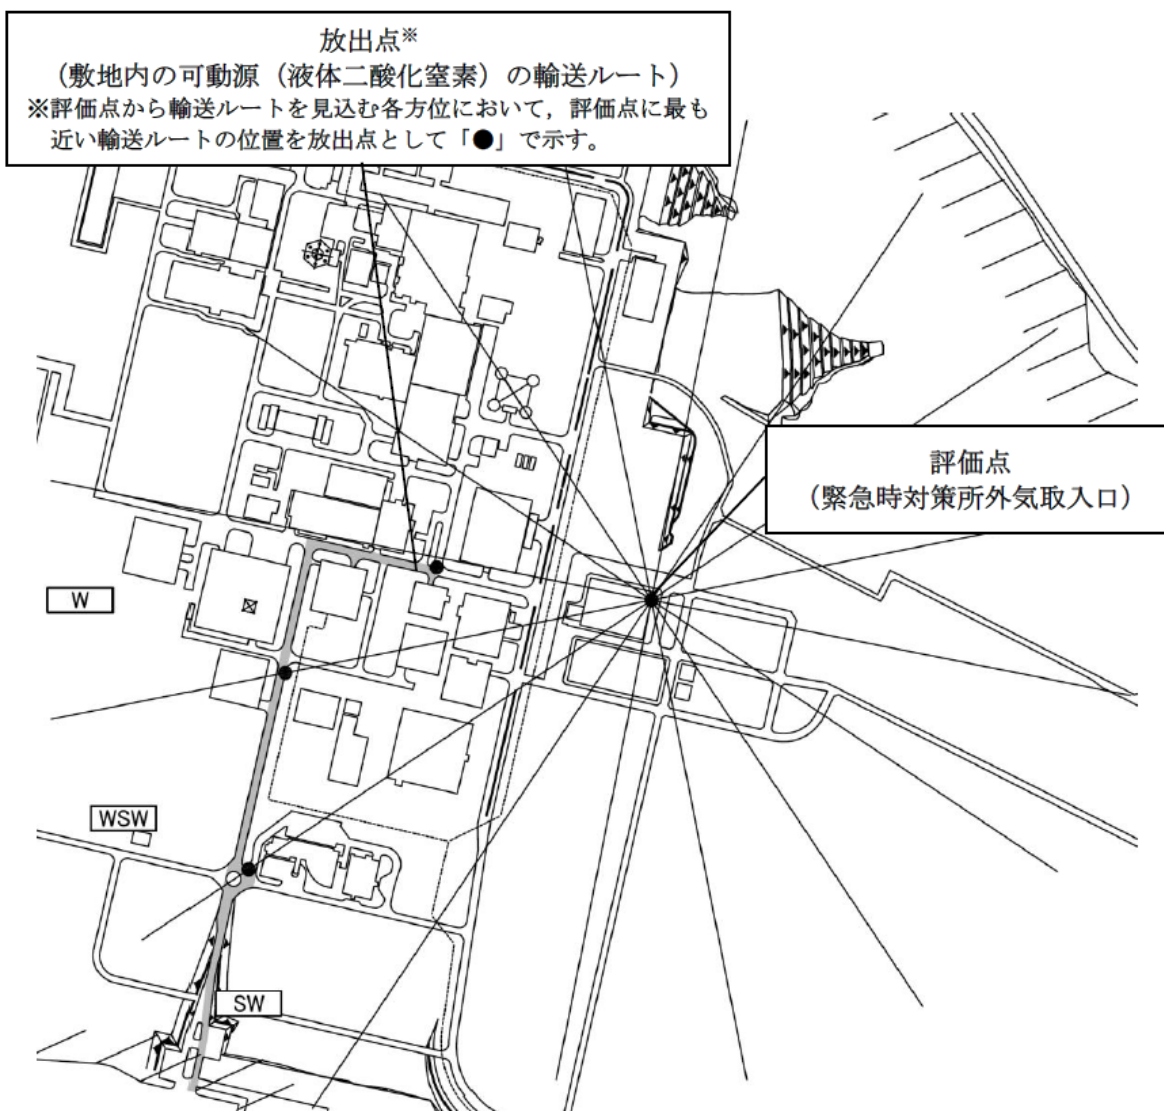 放出点※
（敷地内の可動源（液体二酸化窒素）の輸送ルート）
※評価点から輸送ルートを見込む各方位において，評価点に最も
近い輸送ルートの位置を放出点として「●」で示す。
評価点
（緊急時対策所外気取入口）
W
WSW
SW